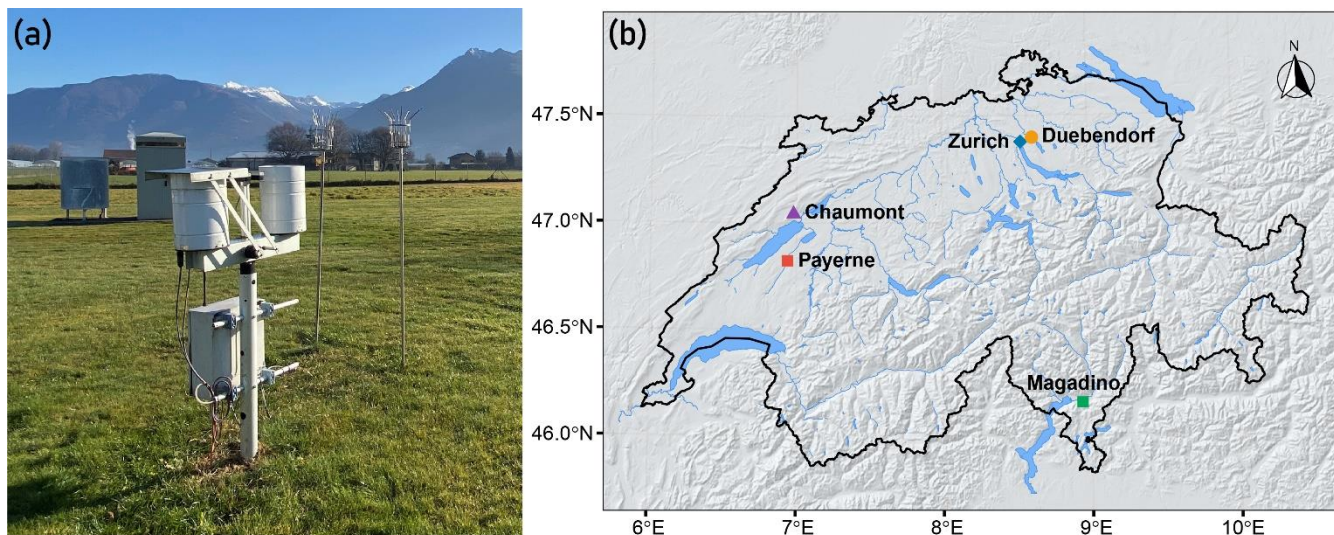 (a)
(b)
N
47.5°N
47.0°N
46.5°N
46.0°N
Zurich
Duebendorf
Chaumont
Payerne
Magadino
6°E
7°E
8°E
9°E
10°E